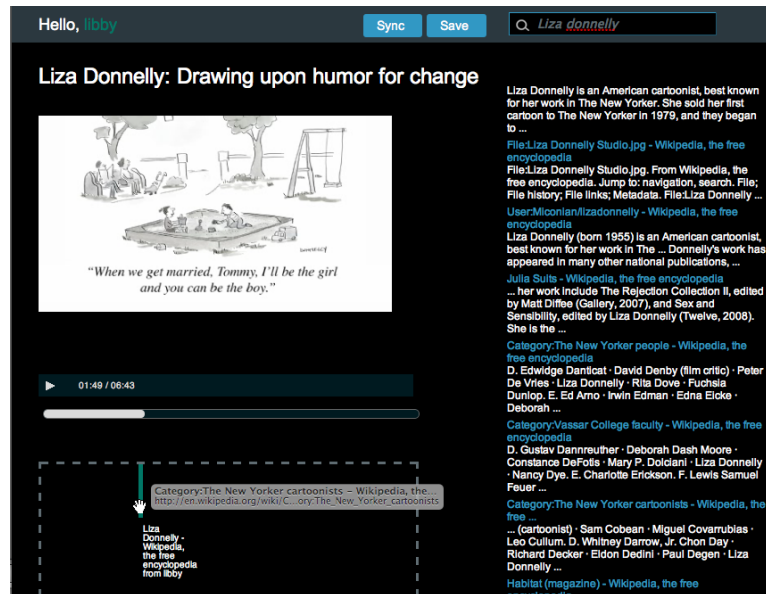 Hello, libby
Sync
Save
Liza donnelly
Liza Donnelly: Drawing upon humor for change
"When we get married, Tommy, I'll be the girl
and you can be the boy."
01:49 / 06:43
Category:The New Yorker cartoonists – Wikipedia, the...
http://en.wikipedia.org/wiki/C...ory:The_New_Yorker_cartoonists
Liza
Donnelly -
Wikipedia,
the free
encyclopedia
from libby
Liza Donnelly is an American cartoonist, best known
for her work in The New Yorker. She sold her first
cartoon to The New Yorker in 1979, and they began
to ...
File:Liza Donnelly Studio.jpg - Wikipedia, the free
encyclopedia
File:Liza Donnelly Studio.jpg. From Wikipedia, the
free encyclopedia. Jump to: navigation, search. File;
File history; File links; Metadata. File:Liza Donnelly ...
User:Miconian/lizadonnelly - Wikipedia, the free
encyclopedia
Liza Donnelly (born 1955) is an American cartoonist,
best known for her work in The ... Donnelly's work has
appeared in many other national publications, ...
Julia Suits - Wikipedia, the free encyclopedia
... her work include The Rejection Collection II, edited
by Matt Diffee (Gallery, 2007), and Sex and
Sensibility, edited by Liza Donnelly (Twelve, 2008).
She is the ...
Category:The New Yorker people - Wikipedia, the
free encyclopedia
D. Edwidge Danticat · David Denby (film critic) · Peter
De Vries · Liza Donnelly · Rita Dove · Fuchsia
Dunlop. E. Ed Arno · Irwin Edman · Edna Eicke ·
Deborah ...
Category:Vassar College faculty - Wikipedia, the free
encyclopedia
D. Gustav Dannreuther · Deborah Dash Moore ·
Constance DeFotis · Mary P. Dolciani · Liza Donnelly
· Nancy Dye. E. Charlotte Erickson. F. Lewis Samuel
Feuer ...
Category:The New Yorker cartoonists - Wikipedia, the
free ...
... (cartoonist) · Sam Cobean · Miguel Covarrubias ·
Leo Cullum. D. Whitney Darrow, Jr. Chon Day ·
Richard Decker · Eldon Dedini · Paul Degen · Liza
Donnelly ...
Habitat (magazine) - Wikipedia, the free